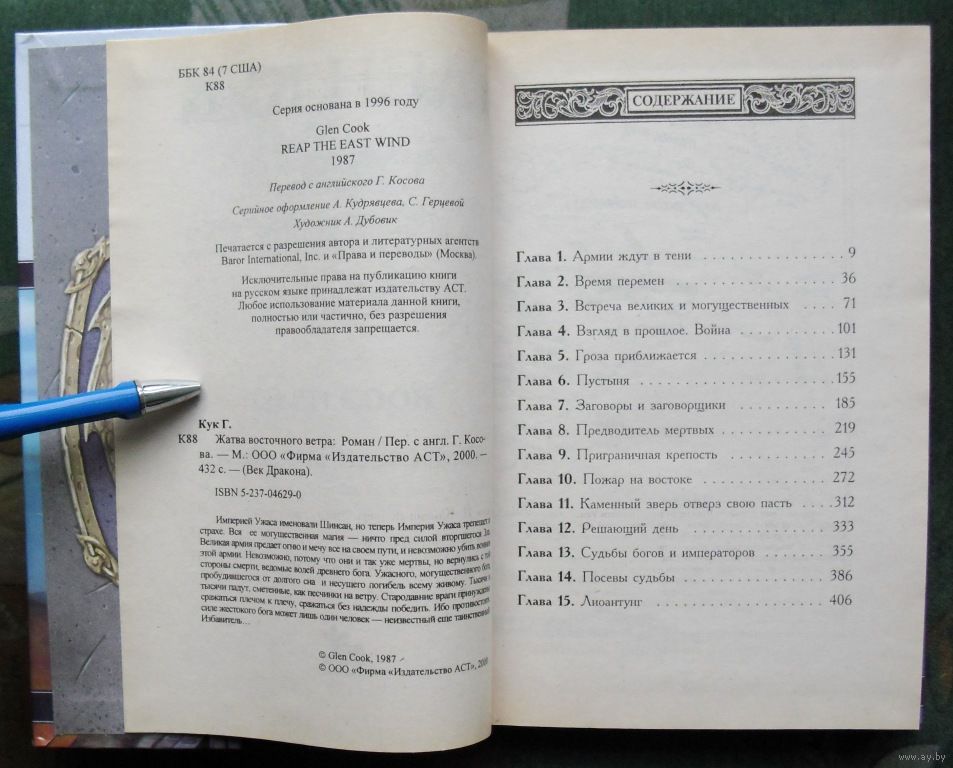 ББК 84 (7 США)
К88
Серия основана в 1996 году
Glen Cook
REAP THE EAST WIND
1987
Перевод с английского Г. Косова
Серийное оформление А. Кудрявцева, С. Герцевой
Художник А. Дубовик
Печатается с разрешения автора и литературных агентств
Baror International, Inc. и «Права и переводы» (Москва).
Исключительные права на публикацию книги
на русском языке принадлежат издательству АСТ.
Любое использование материала данной книги,
полностью или частично, без разрешения
правообладателя запрещается.
Кук Г.
К88 Жатва восточного ветра: Роман / Пер. с англ. Г. Косо-
ва. — М.: ООО «Фирма «Издательство АСТ», 2000. —
432 с. — (Век Дракона).
ISBN 5-237-04629-0
Империей Ужаса именовали Шинсан, но теперь Империя Ужаса трепещет в
страхе. Вся ее могущественная магия — ничто пред силой вторгшегося Зла.
Великая армия предает огню и мечу все на своем пути, и невозможно убить воинов
этой армии. Невозможно, потому что они и так уже мертвы, но вернулись с той
стороны смерти, ведомые волей древнего бога. Ужасного, могущественного бога,
пробудившегося от долгого сна и несущего погибель всему живому. Тысячи и
тысячи падут, сметенные, как песчинки на ветру. Стародавние враги принуждены
сражаться плечом к плечу, сражаться без надежды победить. Ибо противостоять
силе жестокого бога может лишь один человек — неизвестный еще таинственный
Избавитель...
© Glen Cook, 1987
© ООО «Фирма «Издательство АСТ», 2000
СОДЕРЖАНИЕ
Глава 1. Армии ждут в тени . . . . . . . . . . . . . . . . 9
Глава 2. Время перемен . . . . . . . . . . . . . . . . . . 36
Глава 3. Встреча великих и могущественных . . . 71
Глава 4. Взгляд в прошлое. Война . . . . . . . . . . 101
Глава 5. Гроза приближается . . . . . . . . . . . . . . 131
Глава 6. Пустыня . . . . . . . . . . . . . . . . . . . . . 155
Глава 7. Заговоры и заговорщики . . . . . . . . . . 185
Глава 8. Предводитель мертвых . . . . . . . . . . . . 219
Глава 9. Приграничная крепость . . . . . . . . . . . 245
Глава 10. Пожар на востоке . . . . . . . . . . . . . . 272
Глава 11. Каменный зверь отверз свою пасть . . . . 312
Глава 12. Решающий день . . . . . . . . . . . . . . . 333
Глава 13. Судьбы богов и императоров . . . . . . . 355
Глава 14. Посевы судьбы . . . . . . . . . . . . . . . . 386
Глава 15. Лиоантунг . . . . . . . . . . . . . . . . . . . 406
www.ay.by